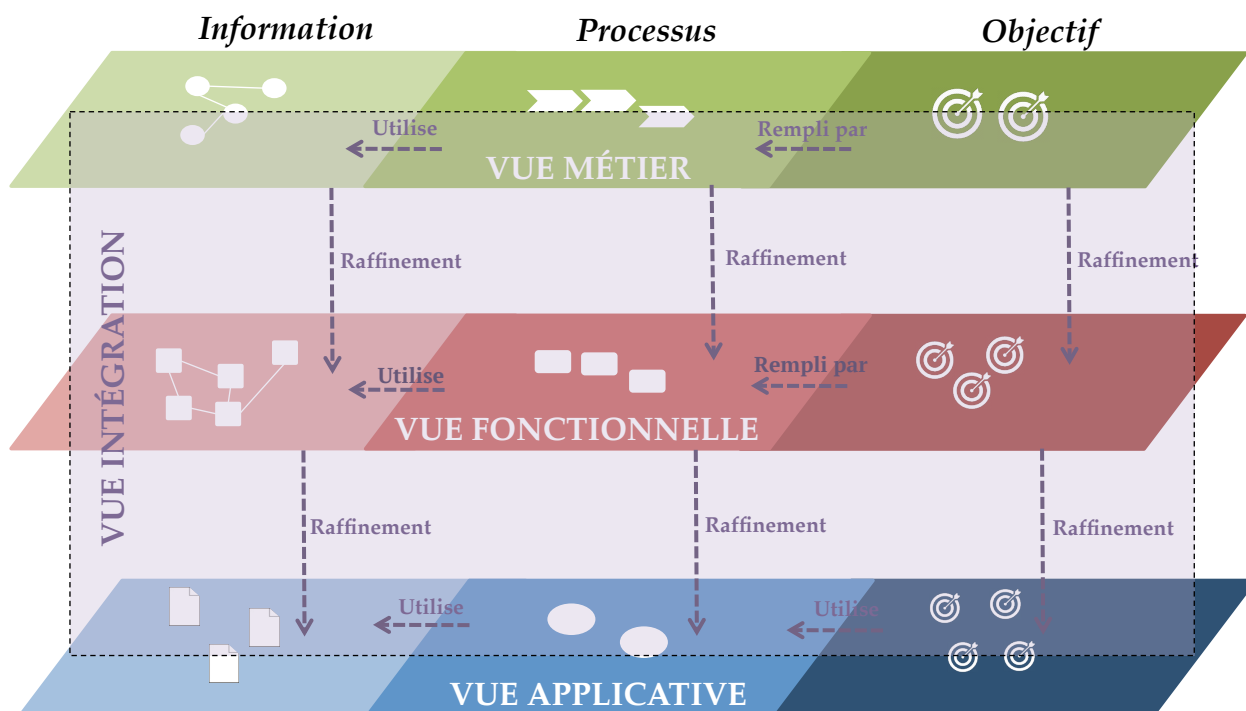 Information
Processus
Objectif
Utilise
Rempli par
VUE MÉTIER
VUE INTÉGRATION
Raffinement
Raffinement
Raffinement
Utilise
Rempli par
VUE FONCTIONNELLE
Raffinement
Raffinement
Raffinement
Utilise
Utilise
VUE APPLICATIVE